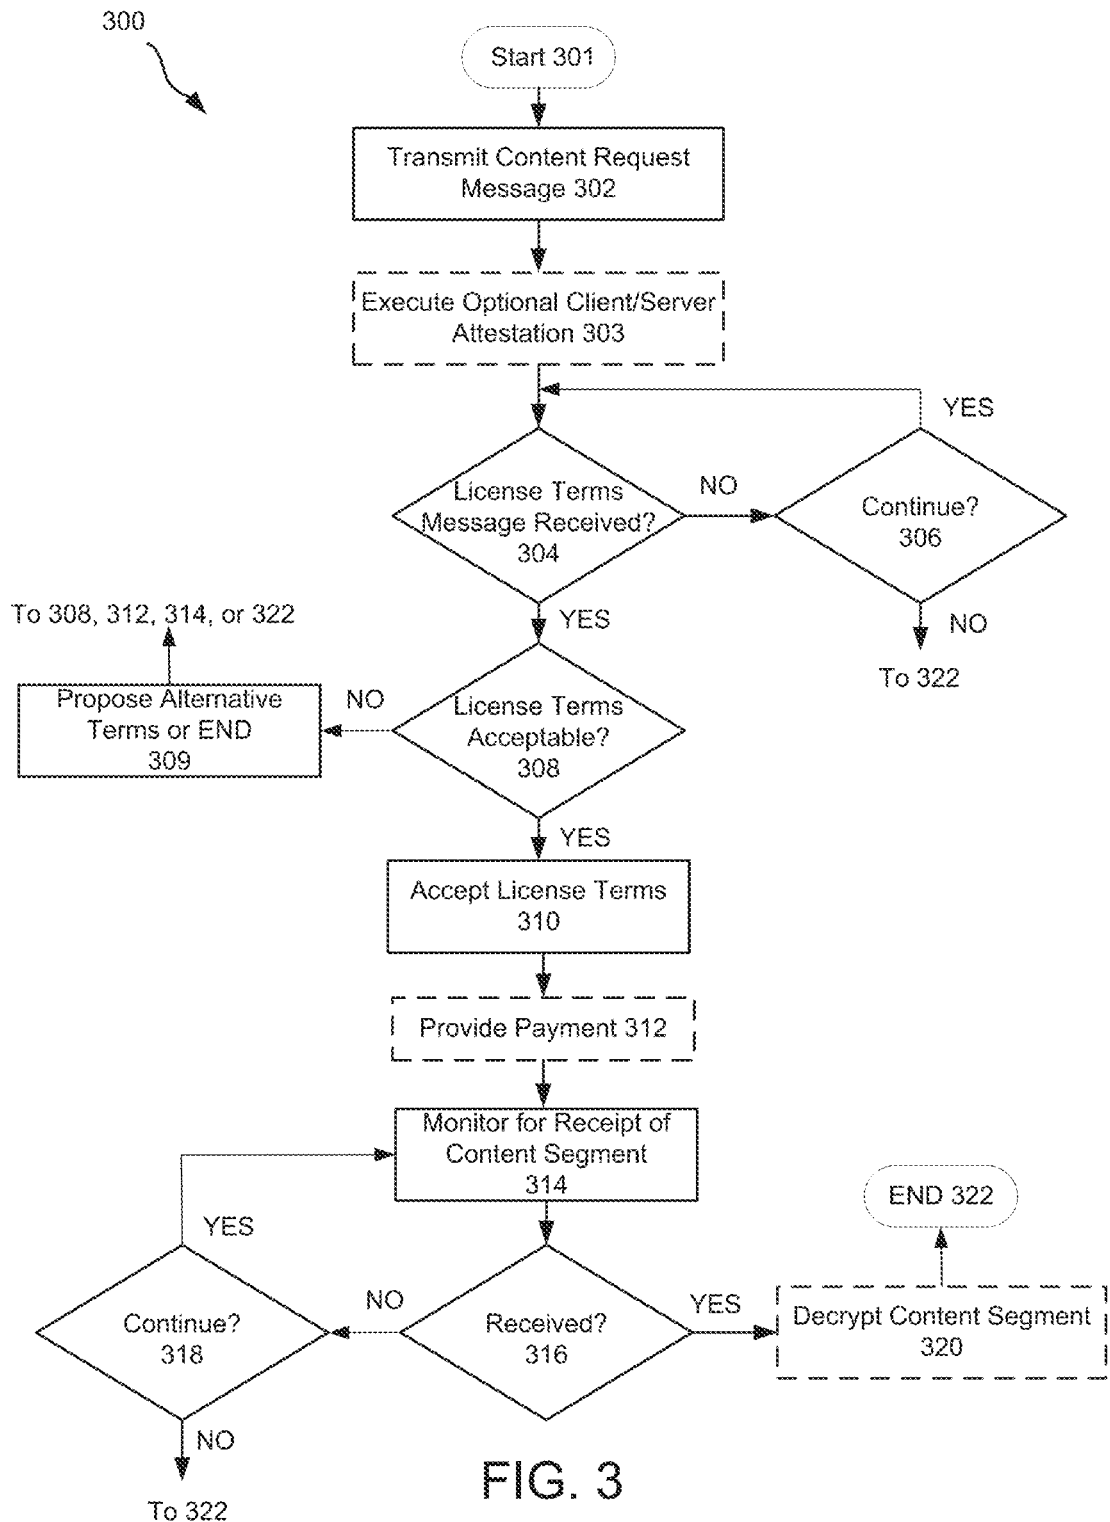 300
Start 301
Transmit Content Request
Message 302
Execute Optional Client/Server
Attestation 303
YES
License Terms
Message Received?
304
NO
Continue?
306
To 308, 312, 314, or 322
YES
NO
To 322
Propose Alternative
Terms or END
309
NO
License Terms
Acceptable?
308
YES
Accept License Terms
310
Provide Payment 312
Monitor for Receipt of
Content Segment
314
END 322
YES
Continue?
318
NO
Received?
316
YES
Decrypt Content Segment
320
NO
To 322
FIG. 3